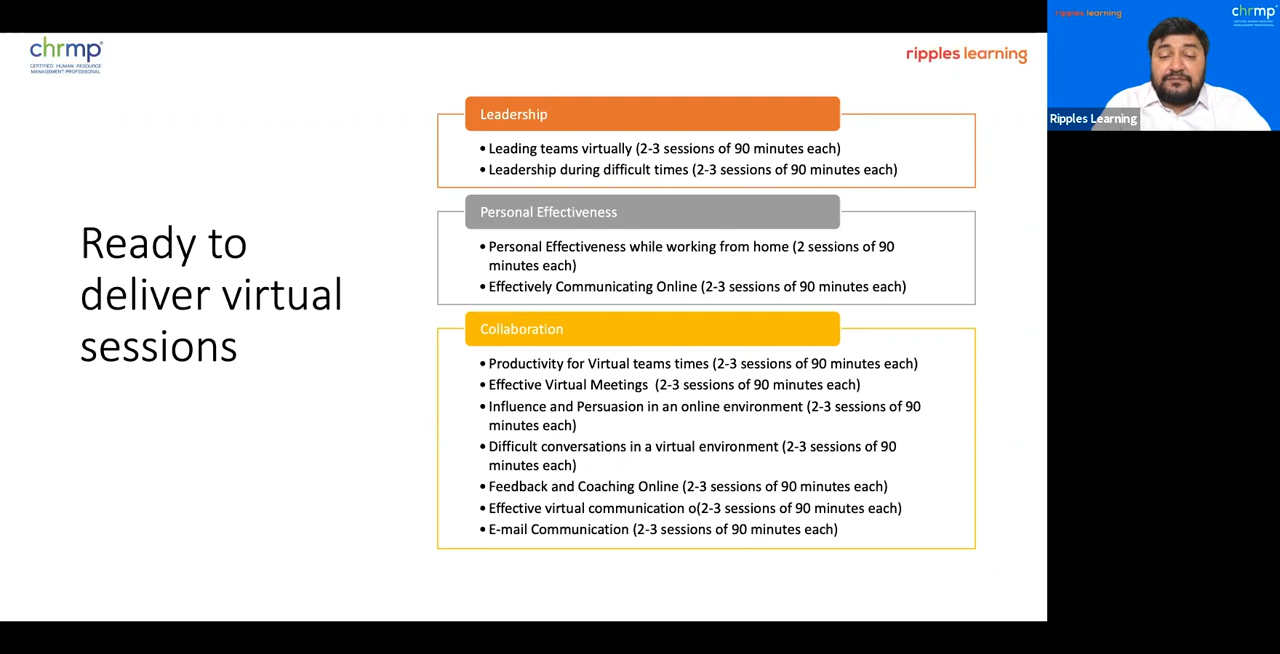 chrmp
CERTIFIED HUMAN RESOURCE
MANAGEMENT PROFESSIONAL
ripples learning
Ready to
deliver virtual
sessions
Leadership
• Leading teams virtually (2-3 sessions of 90 minutes each)
• Leadership during difficult times (2-3 sessions of 90 minutes each)
Personal Effectiveness
• Personal Effectiveness while working from home (2 sessions of 90
minutes each)
• Effectively Communicating Online (2-3 sessions of 90 minutes each)
Collaboration
• Productivity for Virtual teams times (2-3 sessions of 90 minutes each)
• Effective Virtual Meetings (2-3 sessions of 90 minutes each)
• Influence and Persuasion in an online environment (2-3 sessions of 90
minutes each)
• Difficult conversations in a virtual environment (2-3 sessions of 90
minutes each)
• Feedback and Coaching Online (2-3 sessions of 90 minutes each)
• Effective virtual communication o(2-3 sessions of 90 minutes each)
• E-mail Communication (2-3 sessions of 90 minutes each)
ripples learning
chrmp
Ripples Learning